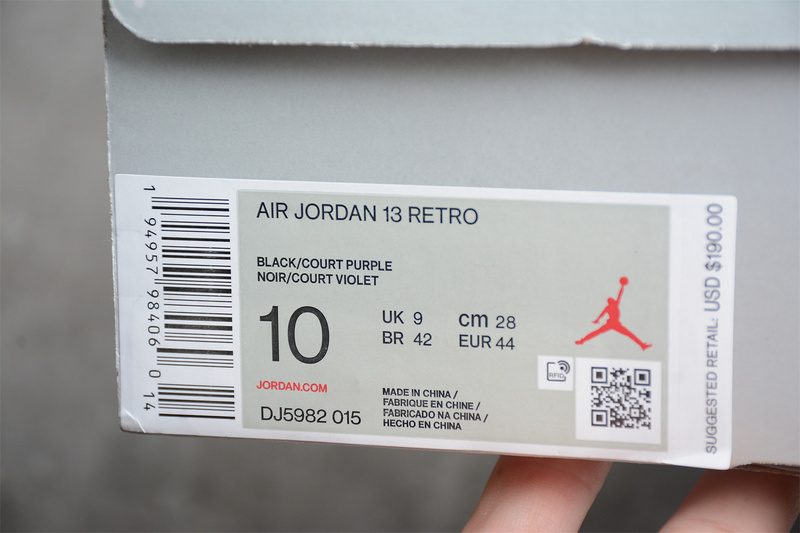 1 94957 98406 0 14
AIR JORDAN 13 RETRO
BLACK/COURT PURPLE
NOIR/COURT VIOLET
10
UK 9
BR 42
cm 28
EUR 44
JORDAN.COM
DJ5982 015
MADE IN CHINA /
FABRIQUE EN CHINE /
FABRICADO NA CHINA /
HECHO EN CHINA
RFID
SUGGESTED RETAIL: USD $190.00